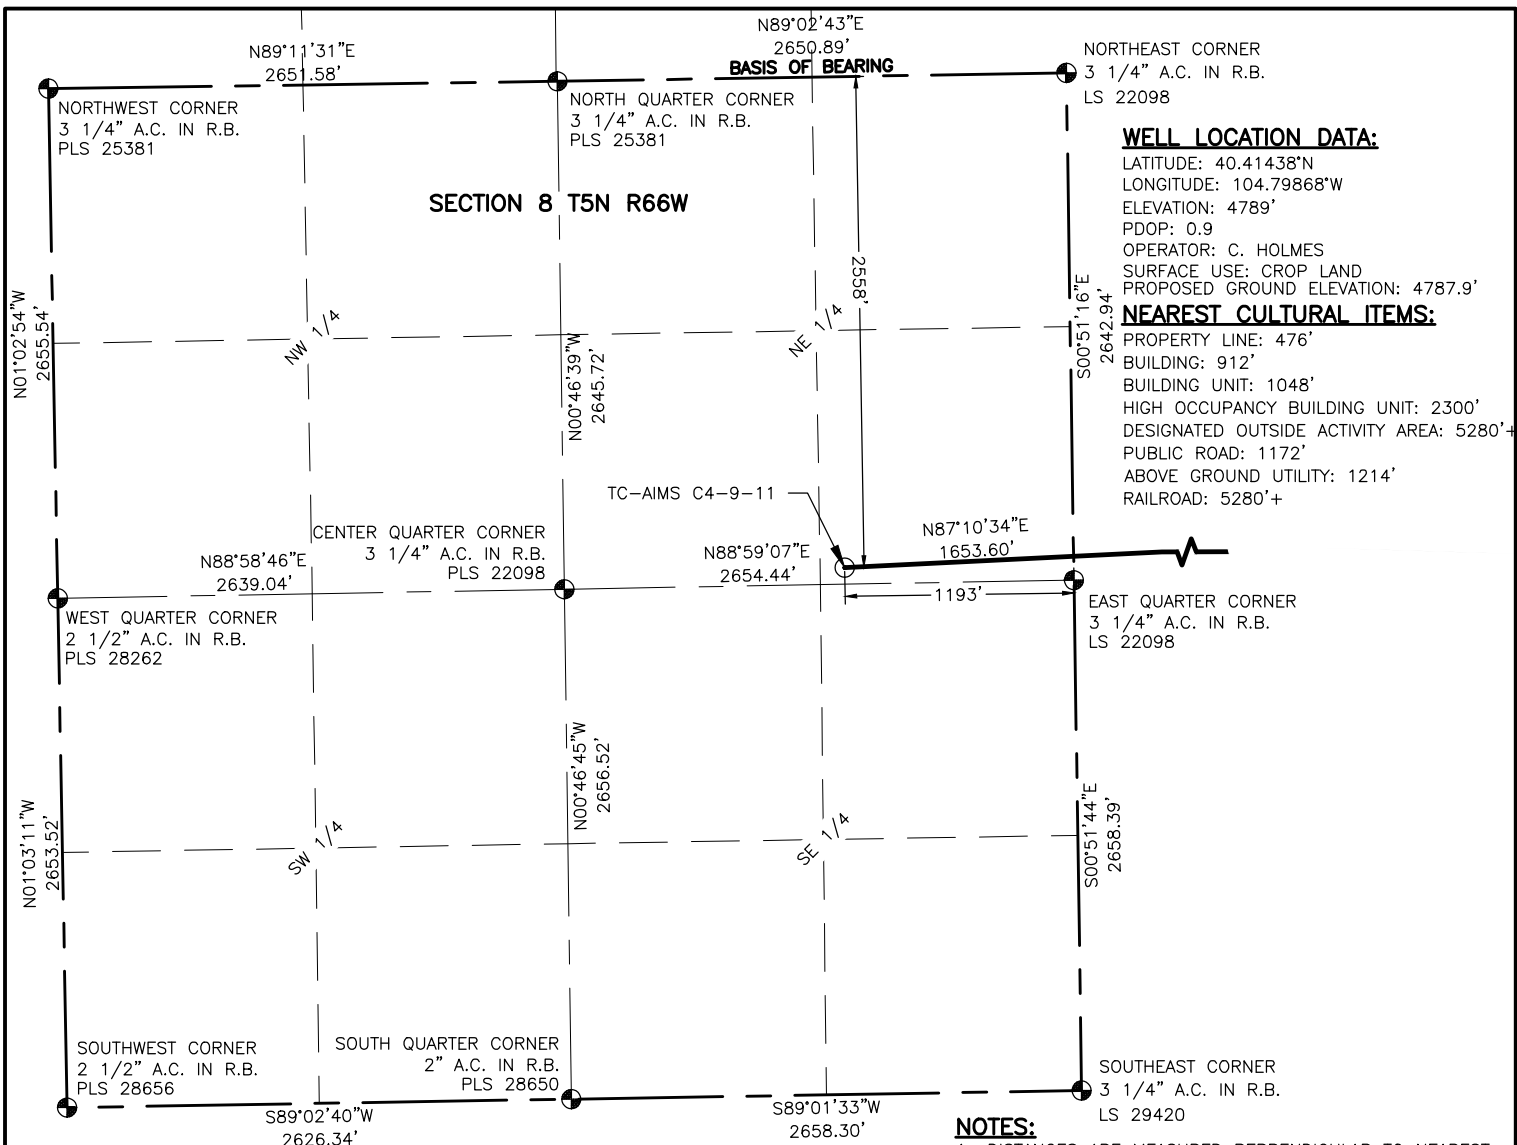 N89°11'31"E
2651.58'
N89°02'43"E
2650.89'
BASIS OF BEARING
NORTHEAST CORNER
3 1/4" A.C. IN R.B.
LS 22098
NORTHWEST CORNER
3 1/4" A.C. IN R.B.
PLS 25381
NORTH QUARTER CORNER
3 1/4" A.C. IN R.B.
PLS 25381
SECTION 8 T5N R66W
WELL LOCATION DATA:
LATITUDE: 40.41438°N
LONGITUDE: 104.79868°W
ELEVATION: 4789'
PDOP: 0.9
OPERATOR: C. HOLMES
SURFACE USE: CROP LAND
PROPOSED GROUND ELEVATION: 4787.9'
NEAREST CULTURAL ITEMS:
PROPERTY LINE: 476'
BUILDING: 912'
BUILDING UNIT: 1048'
HIGH OCCUPANCY BUILDING UNIT: 2300'
DESIGNATED OUTSIDE ACTIVITY AREA: 5280'+
PUBLIC ROAD: 1172'
ABOVE GROUND UTILITY: 1214'
RAILROAD: 5280'+
N01°02'54"W
2655.54'
NW 1/4
N00°46'39"W
2645.72'
NE 1/4
2558'
S00°51'16"E
2642.94'
TC-AIMS C4-9-11
CENTER QUARTER CORNER
3 1/4" A.C. IN R.B.
PLS 22098
N88°58'46"E
2639.04'
N88°59'07"E
2654.44'
N87°10'34"E
1653.60'
1193'
WEST QUARTER CORNER
2 1/2" A.C. IN R.B.
PLS 28262
EAST QUARTER CORNER
3 1/4" A.C. IN R.B.
LS 22098
N01°03'11"W
2653.52'
SW 1/4
N00°46'45"W
2656.52'
SE 1/4
S00°51'44"E
2658.39'
SOUTHWEST CORNER
2 1/2" A.C. IN R.B.
PLS 28656
SOUTH QUARTER CORNER
2" A.C. IN R.B.
PLS 28650
SOUTHEAST CORNER
3 1/4" A.C. IN R.B.
LS 29420
S89°02'40"W
2626.34'
S89°01'33"W
2658.30'
NOTES:
DISTANCES ARE MEASURED PERPENDICULAR TO NEAREST